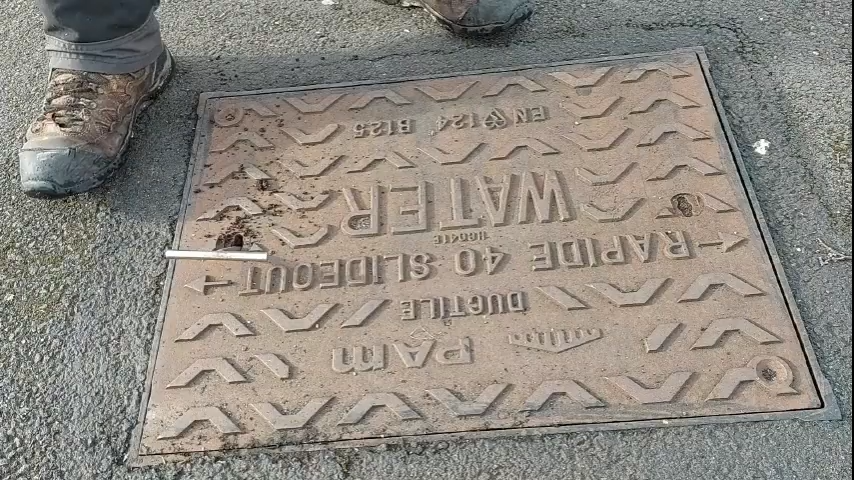 PAM
DUCTILE
← RAPIDE 40 SLIDEOUT →
WATER
EN 124 B125